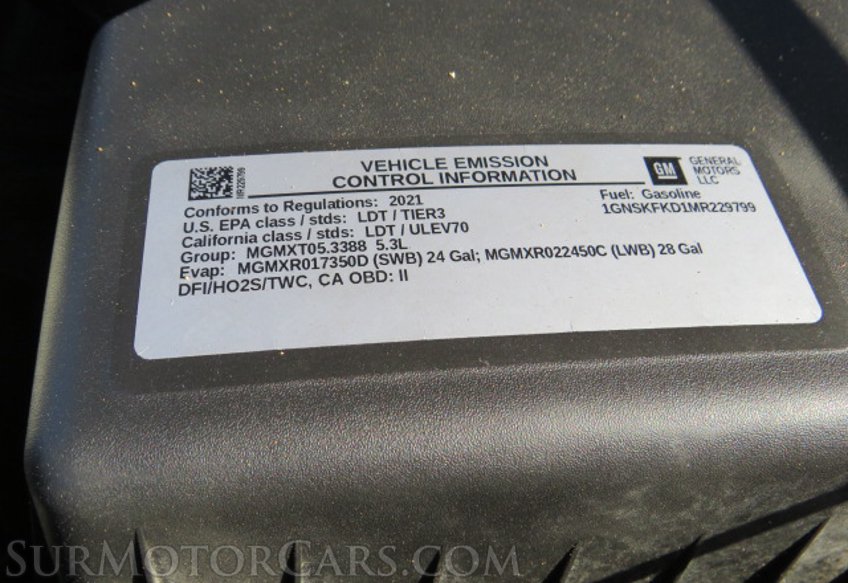 VEHICLE EMISSION
CONTROL INFORMATION
GM
GENERAL
MOTORS
LLC
MR229799
Conforms to Regulations: 2021
Fuel: Gasoline
U.S. EPA class / stds: LDT / TIER3
1GNSKFKD1MR229799
California class / stds: LDT / ULEV70
Group: MGMXT05.3388 5.3L
Evap: MGMXR017350D (SWB) 24 Gal; MGMXR022450C (LWB) 28 Gal
DFI/HO2S/TWC, CA OBD: II
SurMotorCars.com